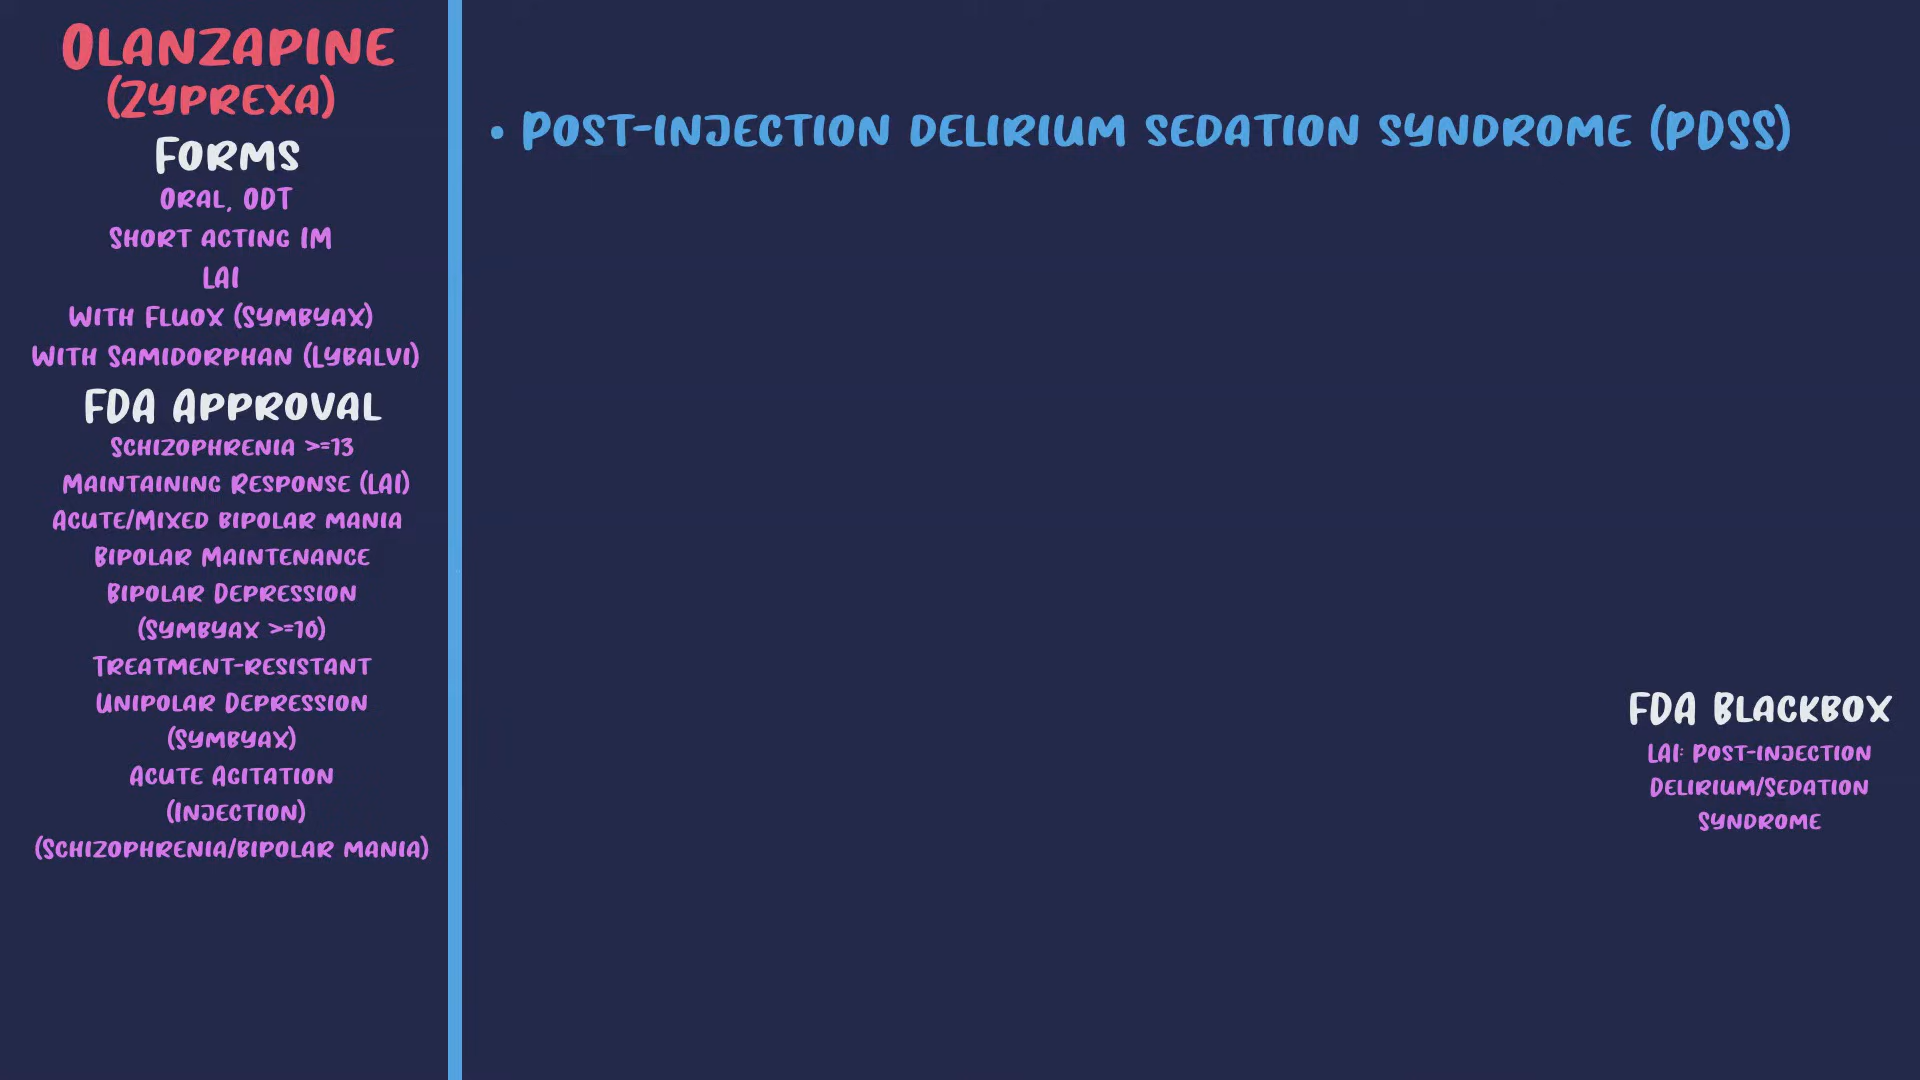 Olanzapine
(Zyprexa)
Forms
Oral, ODT
Short acting IM
LAI
With Fluox (Symbyax)
With Samidorphan (Lybalvi)
FDA Approval
Schizophrenia >=13
Maintaining Response (LAI)
Acute/Mixed bipolar mania
Bipolar Maintenance
Bipolar Depression
(Symbyax >=10)
Treatment-resistant
Unipolar Depression
(Symbyax)
Acute Agitation
(Injection)
(Schizophrenia/bipolar mania)
• Post-injection delirium sedation syndrome (PDSS)
FDA Blackbox
LAI: Post-injection
Delirium/Sedation
Syndrome